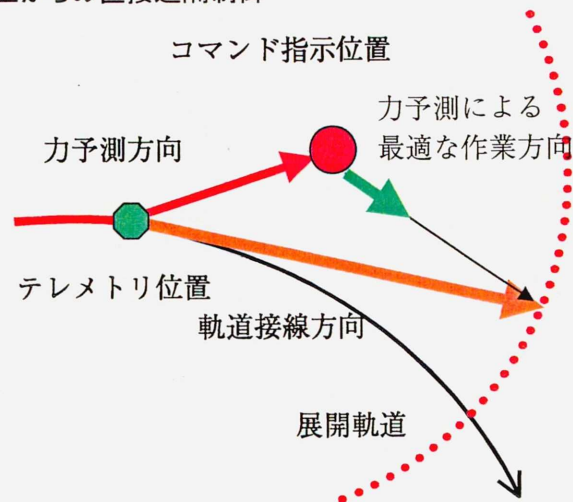 コマンド指示位置
力予測による
最適な作業方向
力予測方向
テレメトリ位置
軌道接線方向
展開軌道